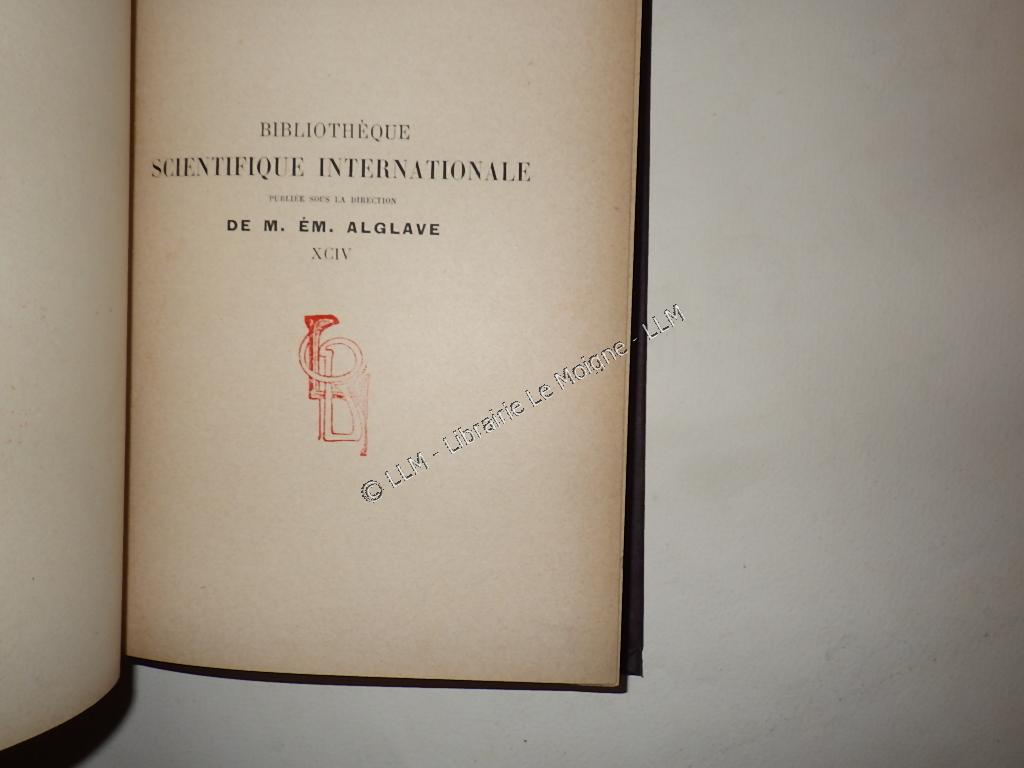 BIBLIOTHÈQUE
SCIENTIFIQUE INTERNATIONALE
PUBLIÉE SOUS LA DIRECTION
DE M. ÉM. ALGLAVE
XCIV
© LLM - Librairie Le Moigne - LLM